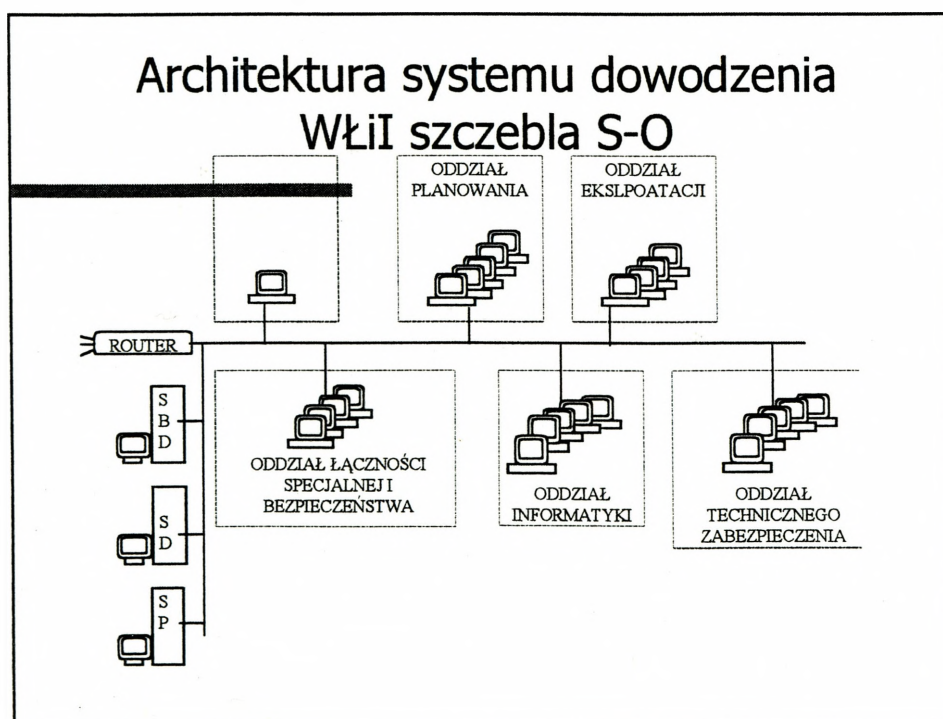 Architektura systemu dowodzenia
WŁiI szczebla S-O
ODDZIAŁ
PLANOWANIA
ODDZIAŁ
EKSLPOATACJI
ROUTER
S
B
D
S
D
S
P
ODDZIAŁ ŁĄCZNOŚCI
SPECJALNEJ I
BEZPIECZEŃSTWA
ODDZIAŁ
INFORMATYKI
ODDZIAŁ
TECHNICZNEGO
ZABEZPIECZENIA